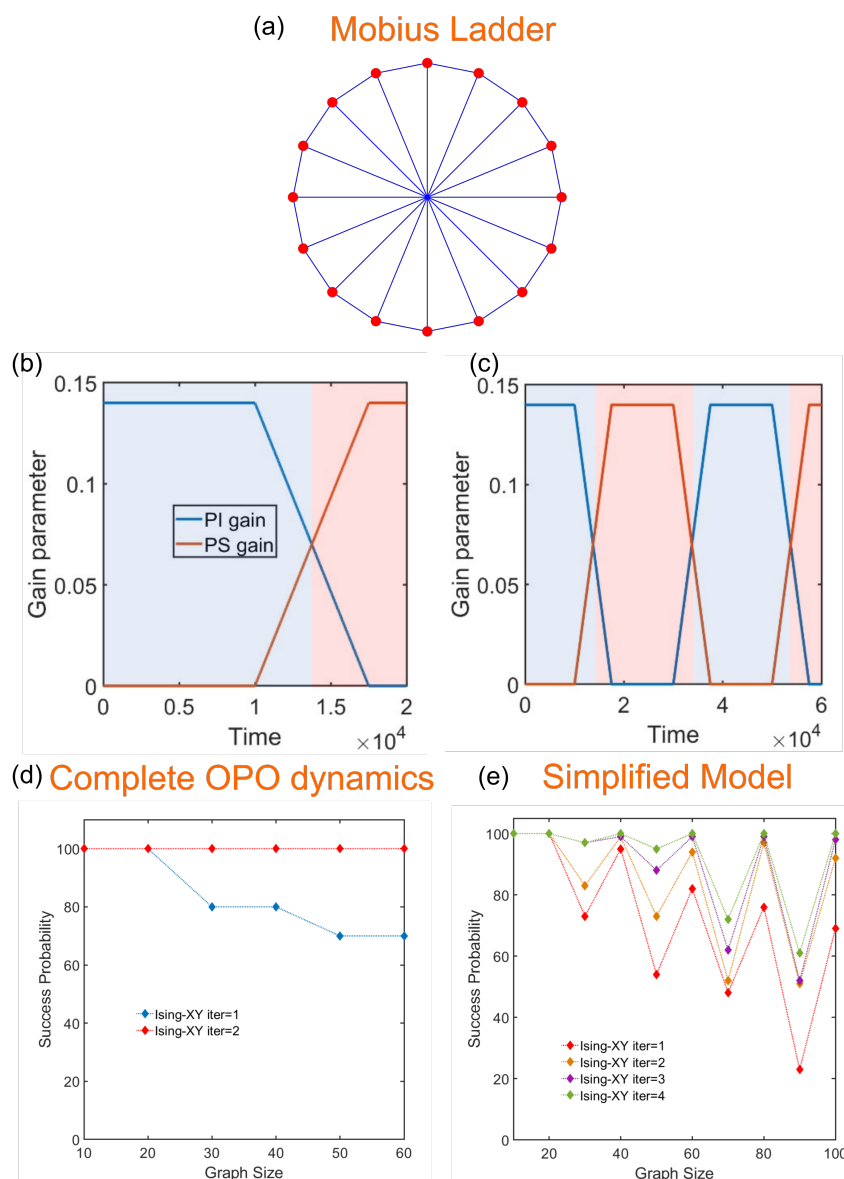 (a) Mobius Ladder
(b)
0.15
0.1
0.05
0
Gain parameter
PI gain
PS gain
0 0.5 1 1.5 2
Time
×10⁴
(c)
0.15
0.1
0.05
0
Gain parameter
0 2 4 6
Time
×10⁴
(d) Complete OPO dynamics
100
80
60
40
20
0
Success Probability
Ising-XY iter=1
Ising-XY iter=2
10 20 30 40 50 60
Graph Size
(e) Simplified Model
100
80
60
40
20
0
Success Probability
Ising-XY iter=1
Ising-XY iter=2
Ising-XY iter=3
Ising-XY iter=4
20 40 60 80 100
Graph Size